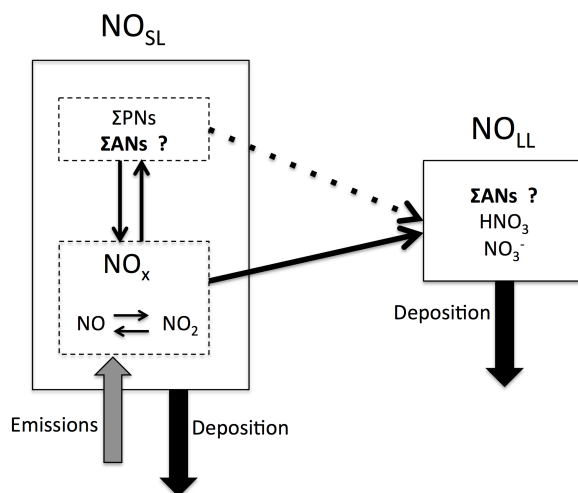 NO_SL
ΣPNs
ΣANs ?
NO_x
NO NO₂
Emissions
Deposition
NO_LL
ΣANs ?
HNO₃
NO₃⁻
Deposition